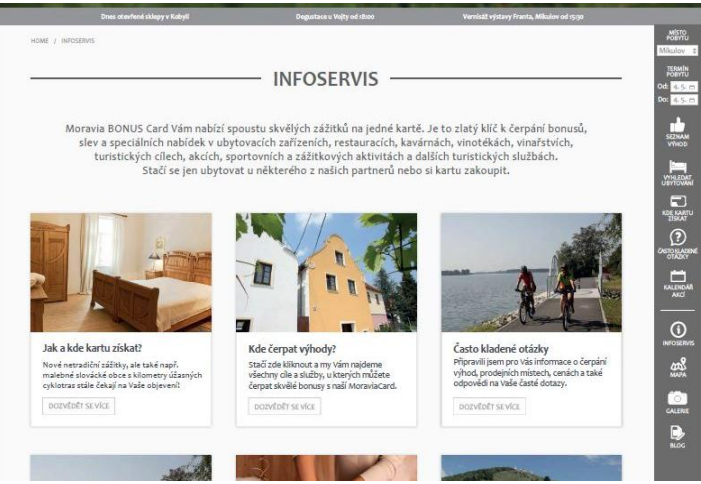 Dnes otevřené sklepy v Kobylí
Degustace u Vojty od 18:00
Vernisáž výstavy Franta, Mikulov od 15:30
HOME / INFOSERVIS
INFOSERVIS
Moravia BONUS Card Vám nabízí spoustu skvělých zážitků na jedné kartě. Je to zlatý klíč k čerpání bonusů,
slev a speciálních nabídek v ubytovacích zařízeních, restauracích, kavárnách, vinotékách, vinařstvích,
turistických cílech, akcích, sportovních a zážitkových aktivitách a dalších turistických službách.
Stačí se jen ubytovat u některého z našich partnerů nebo si kartu zakoupit.
Jak a kde kartu získat?
Nové netradiční zážitky, ale také např.
malebné slovácké obce s kilometry úžasných
cyklotras stále čekají na Vaše objevení!
DOZVĚDĚT SE VÍCE
Kde čerpat výhody?
Stačí zde kliknout a my Vám najdeme
všechny cíle a služby, u kterých můžete
čerpat skvělé bonusy s naší MoraviaCard.
DOZVĚDĚT SE VÍCE
Často kladené otázky
Připravili jsem pro Vás informace o čerpání
výhod, prodejních místech, cenách a také
odpovědi na Vaše časté dotazy.
DOZVĚDĚT SE VÍCE
MÍSTO
POBYTU
Mikulov
TERMÍN
POBYTU
Od: 4. 5.
Do: 4. 5.
SEZNAM
VÝHOD
VYHLEDAT
UBYTOVÁNÍ
KDE KARTU
ZÍSKAT
ČASTO KLADENÉ
OTÁZKY
KALENDÁŘ
AKCÍ
INFOSERVIS
MAPA
GALERIE
BLOG